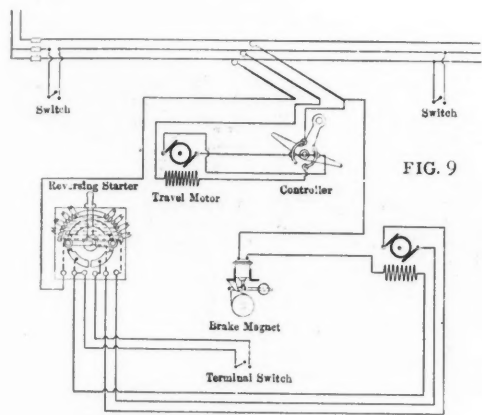 Switch
Switch
FIG. 9
Controller
Travel Motor
Reversing Starter
Brake Magnet
Terminal Switch